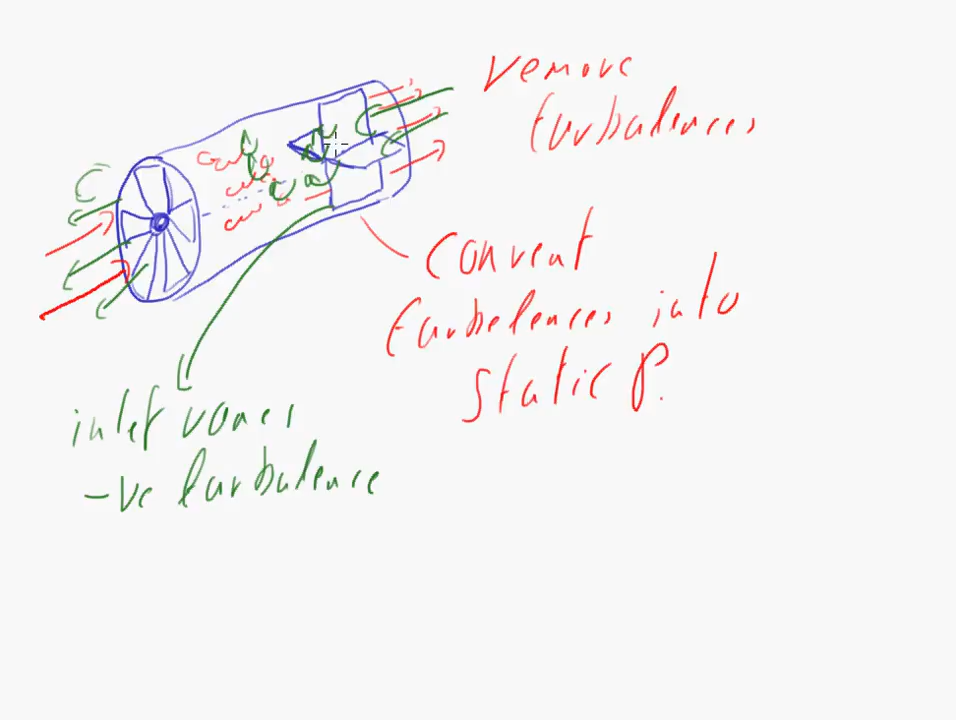 remove
turbulences
convert
turbulences into
static P.
inlet vanes
-ve turbulence